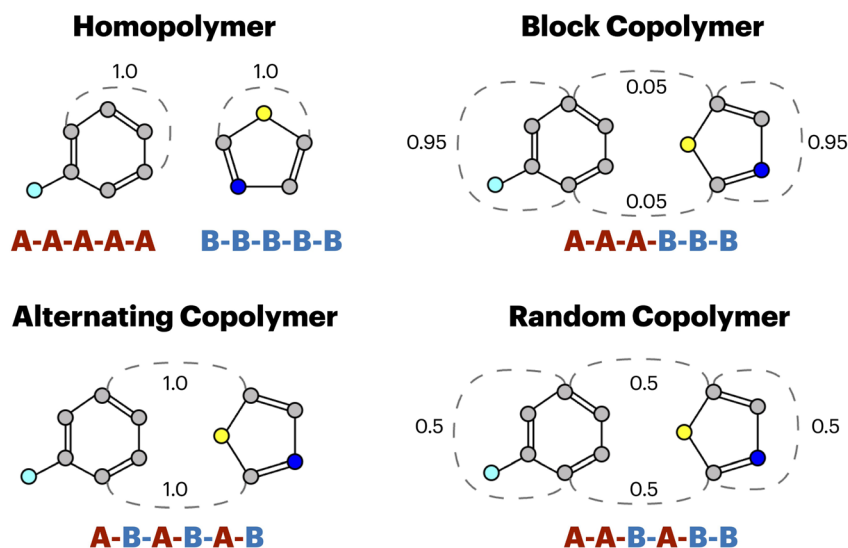 Homopolymer
1.0
1.0
A-A-A-A-A
B-B-B-B-B
Block Copolymer
0.05
0.95
0.95
0.05
A-A-A-B-B-B
Alternating Copolymer
1.0
1.0
A-B-A-B-A-B
Random Copolymer
0.5
0.5
0.5
0.5
A-A-B-A-B-B